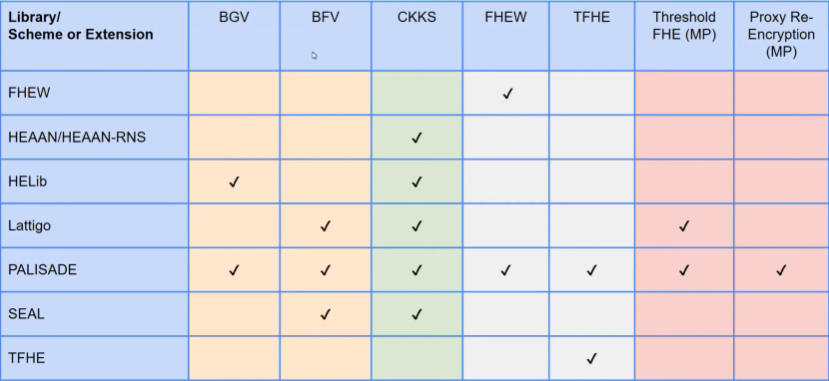 Library/
Scheme or Extension
BGV
BFV
CKKS
FHEW
TFHE
Threshold
FHE (MP)
Proxy Re-
Encryption
(MP)
FHEW ✓
HEAAN/HEAAN-RNS ✓
HELib ✓ ✓
Lattigo ✓ ✓ ✓
PALISADE ✓ ✓ ✓ ✓ ✓ ✓ ✓
SEAL ✓ ✓
TFHE ✓